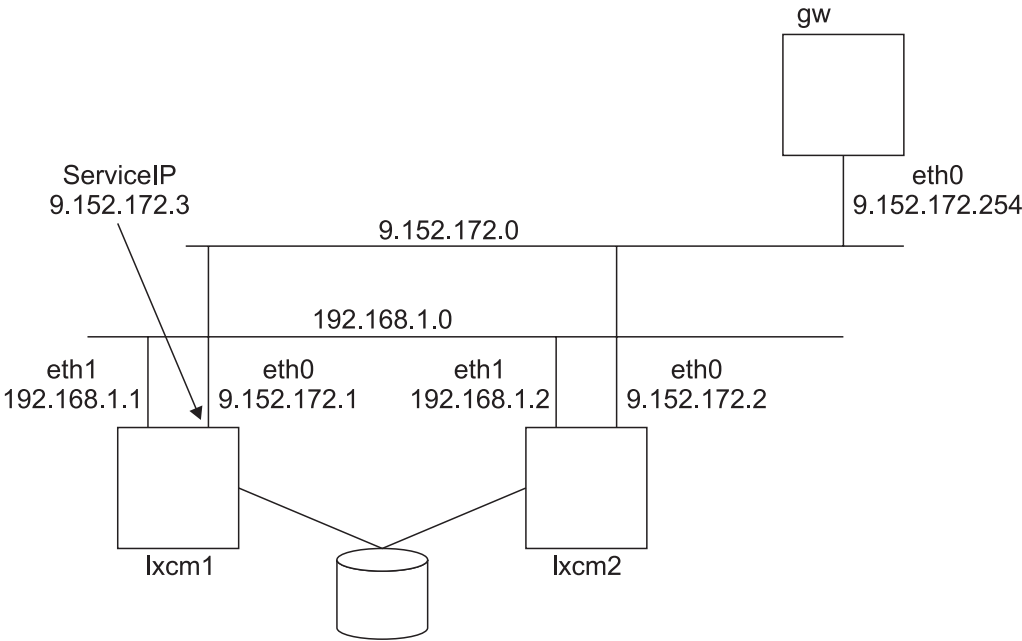 gw
ServiceIP
9.152.172.3
eth0
9.152.172.254
9.152.172.0
192.168.1.0
eth1
192.168.1.1
eth0
9.152.172.1
eth1
192.168.1.2
eth0
9.152.172.2
lxcm1
lxcm2